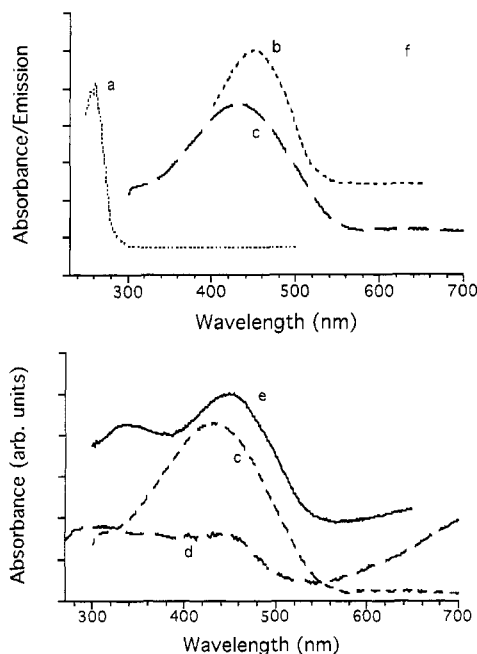 Absorbance/Emission
a
b
c
f
300
400
500
600
700
Wavelength (nm)
Absorbance (arb. units)
e
c
d
300
400
500
600
700
Wavelength (nm)